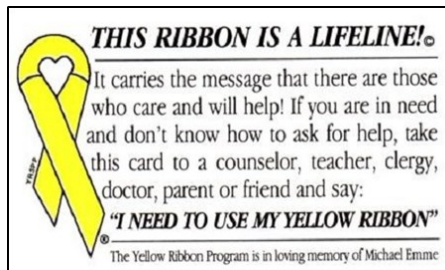 THIS RIBBON IS A LIFELINE!©
It carries the message that there are those
who care and will help! If you are in need
and don't know how to ask for help, take
this card to a counselor, teacher, clergy,
doctor, parent or friend and say:
"I NEED TO USE MY YELLOW RIBBON"
The Yellow Ribbon Program is in loving memory of Michael Emme
YRSPP
®